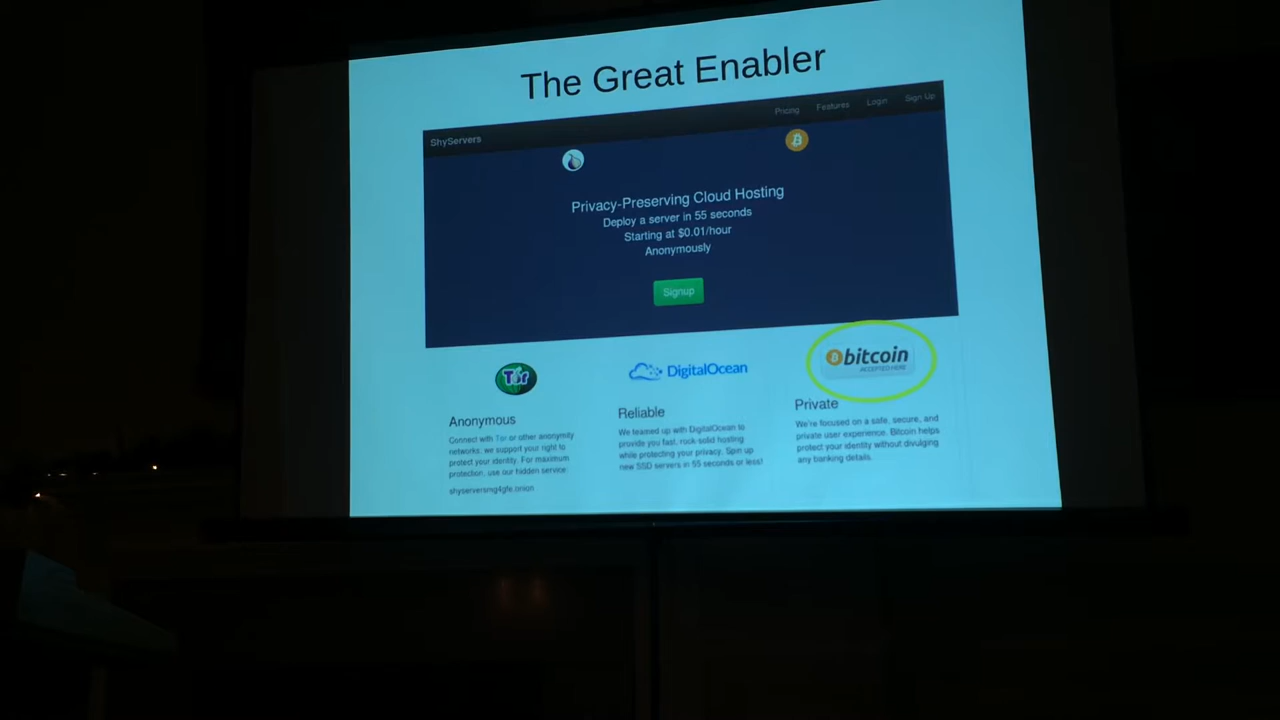 The Great Enabler
ShyServers
Pricing Features Login Sign Up
Privacy-Preserving Cloud Hosting
Deploy a server in 55 seconds
Starting at $0.01/hour
Anonymously
Signup
Tor
Anonymous
Connect with Tor or other anonymity
networks, we support your right to
protect your identity. For maximum
protection, use our hidden service:
DigitalOcean
Reliable
We teamed up with DigitalOcean to
provide you fast, rock-solid hosting
while protecting your privacy. Spin up
new SSD servers in 55 seconds or less!
bitcoin
ACCEPTED HERE
Private
We're focused on a safe, secure, and
private user experience. Bitcoin helps
protect your identity without divulging
any banking details.